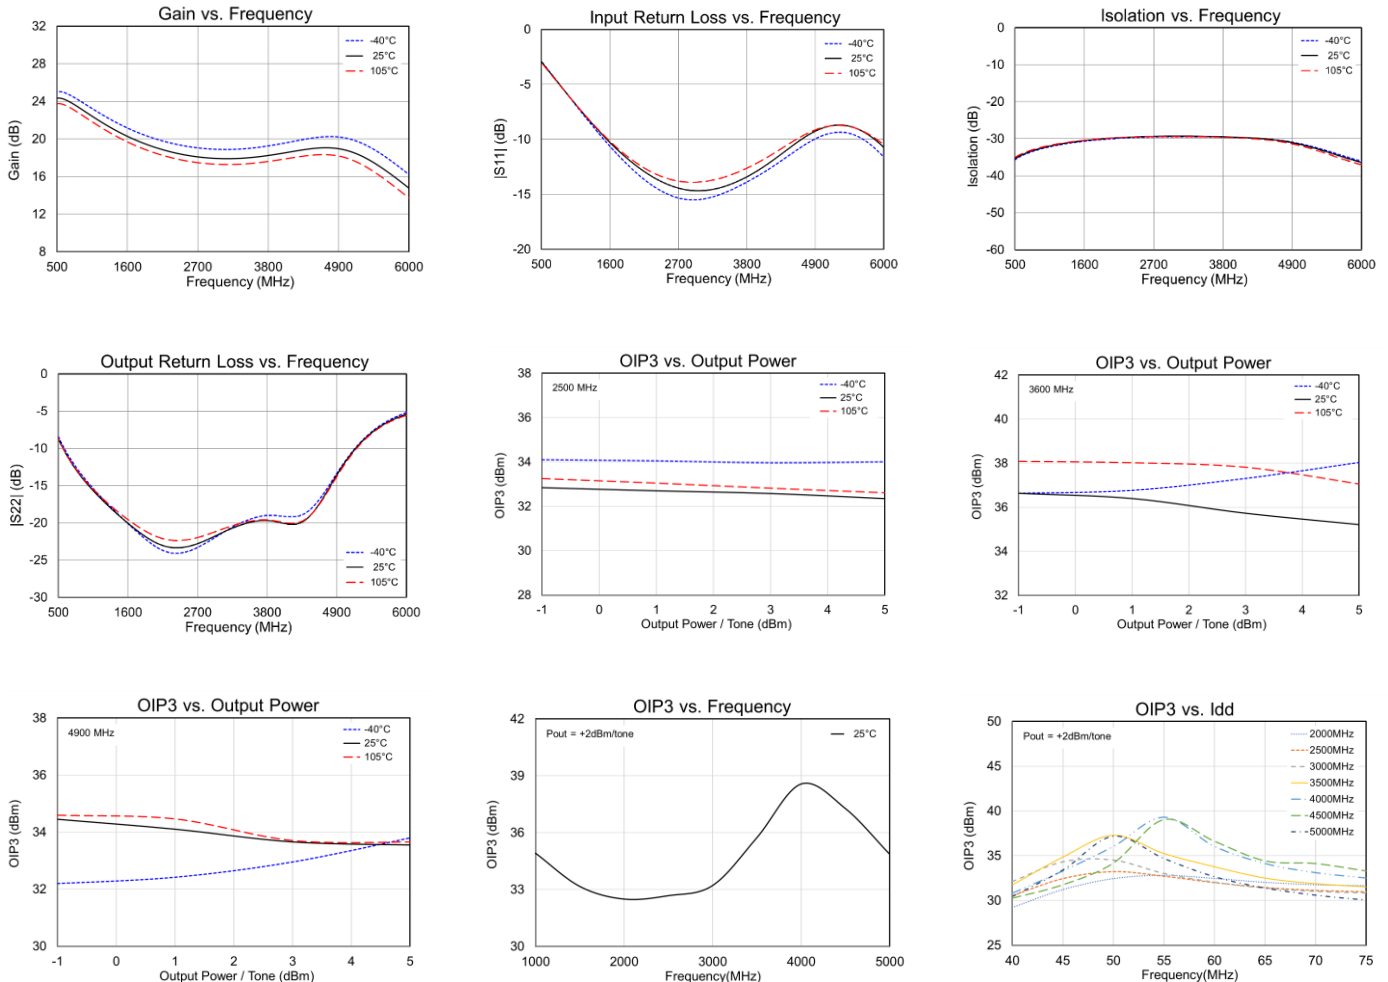 Gain vs. Frequency
32
28
24
20
16
12
8
Gain (dB)
-40°C
25°C
105°C
500 1600 2700 3800 4900 6000
Frequency (MHz)
Input Return Loss vs. Frequency
0
-5
-10
-15
-20
|S11| (dB)
-40°C
25°C
105°C
500 1600 2700 3800 4900 6000
Frequency (MHz)
Isolation vs. Frequency
0
-10
-20
-30
-40
-50
-60
Isolation (dB)
-40°C
25°C
105°C
500 1600 2700 3800 4900 6000
Frequency (MHz)
Output Return Loss vs. Frequency
0
-5
-10
-15
-20
-25
-30
|S22| (dB)
-40°C
25°C
105°C
500 1600 2700 3800 4900 6000
Frequency (MHz)
OIP3 vs. Output Power
38
36
34
32
30
28
OIP3 (dBm)
2500 MHz
-40°C
25°C
105°C
-1 0 1 2 3 4 5
Output Power / Tone (dBm)
OIP3 vs. Output Power
42
40
38
36
34
32
OIP3 (dBm)
3600 MHz
-40°C
25°C
105°C
-1 0 1 2 3 4 5
Output Power / Tone (dBm)
OIP3 vs. Output Power
38
36
34
32
30
OIP3 (dBm)
4900 MHz
-40°C
25°C
105°C
-1 0 1 2 3 4 5
Output Power / Tone (dBm)
OIP3 vs. Frequency
42
39
36
33
30
OIP3 (dBm)
Pout = +2dBm/tone
25°C
1000 2000 3000 4000 5000
Frequency(MHz)
OIP3 vs. Idd
50
45
40
35
30
25
OIP3 (dBm)
Pout = +2dBm/tone
2000MHz
2500MHz
3000MHz
3500MHz
4000MHz
4500MHz
5000MHz
40 45 50 55 60 65 70 75
Frequency(MHz)